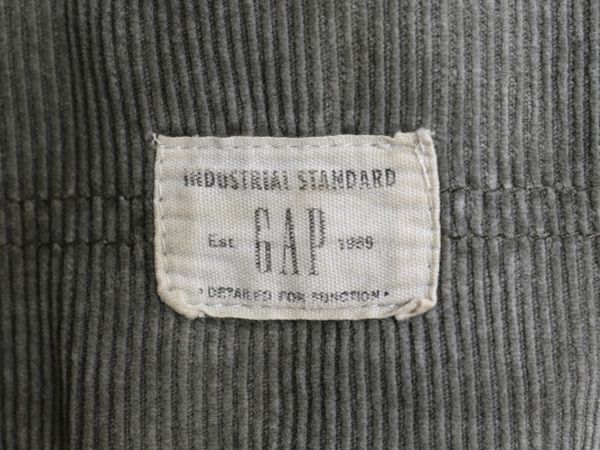 INDUSTRIAL STANDARD
Est. GAP 1969
• DETAILED FOR FUNCTION •